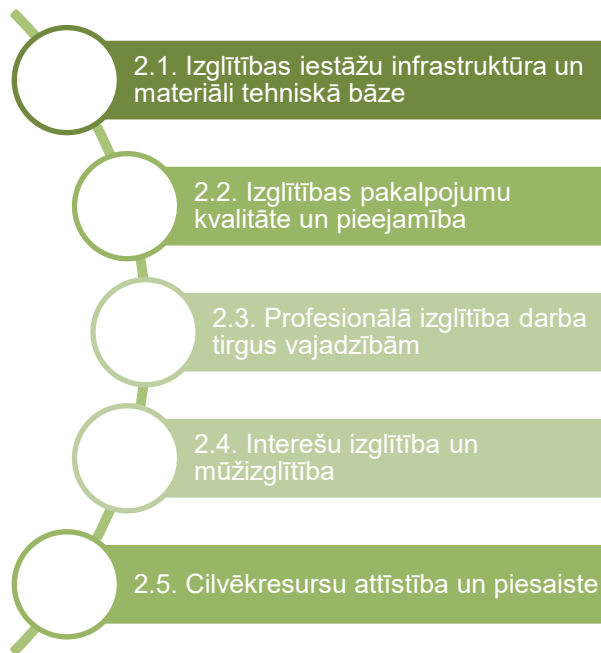 2.1. Izglītības iestāžu infrastruktūra un
materiāli tehniskā bāze
2.2. Izglītības pakalpojumu
kvalitāte un pieejamība
2.3. Profesionālā izglītība darba
tirgus vajadzībām
2.4. Interešu izglītība un
mūžizglītība
2.5. Cilvēkresursu attīstība un piesaiste